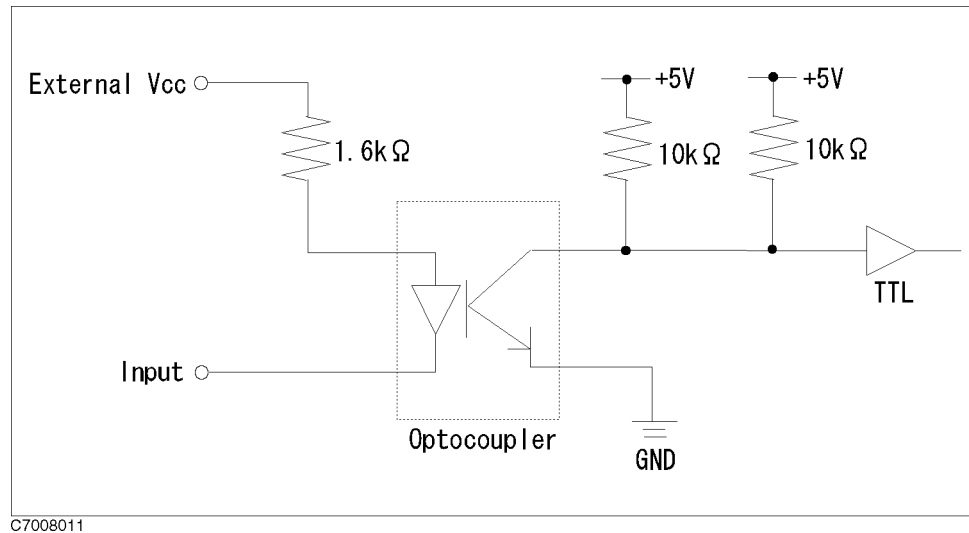 External Vcc
+5V
+5V
1.6kΩ
10kΩ
10kΩ
TTL
Input
Optocoupler
GND
C7008011